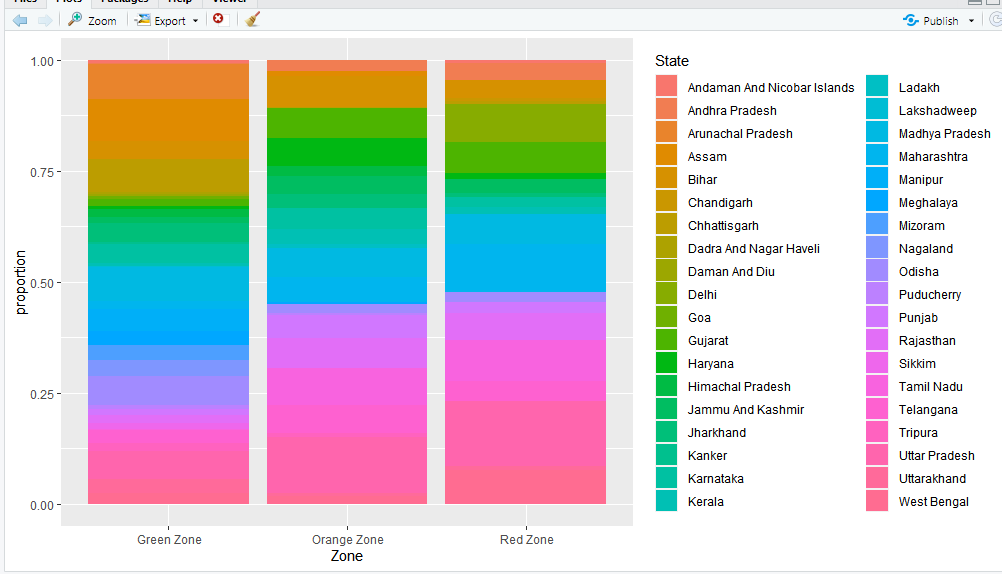 Files Plots Packages Help Viewer
Zoom Export Publish
State
Andaman And Nicobar Islands
Andhra Pradesh
Arunachal Pradesh
Assam
Bihar
Chandigarh
Chhattisgarh
Dadra And Nagar Haveli
Daman And Diu
Delhi
Goa
Gujarat
Haryana
Himachal Pradesh
Jammu And Kashmir
Jharkhand
Kanker
Karnataka
Kerala
Ladakh
Lakshadweep
Madhya Pradesh
Maharashtra
Manipur
Meghalaya
Mizoram
Nagaland
Odisha
Puducherry
Punjab
Rajasthan
Sikkim
Tamil Nadu
Telangana
Tripura
Uttar Pradesh
Uttarakhand
West Bengal
proportion
1.00
0.75
0.50
0.25
0.00
Green Zone Orange Zone Red Zone
Zone